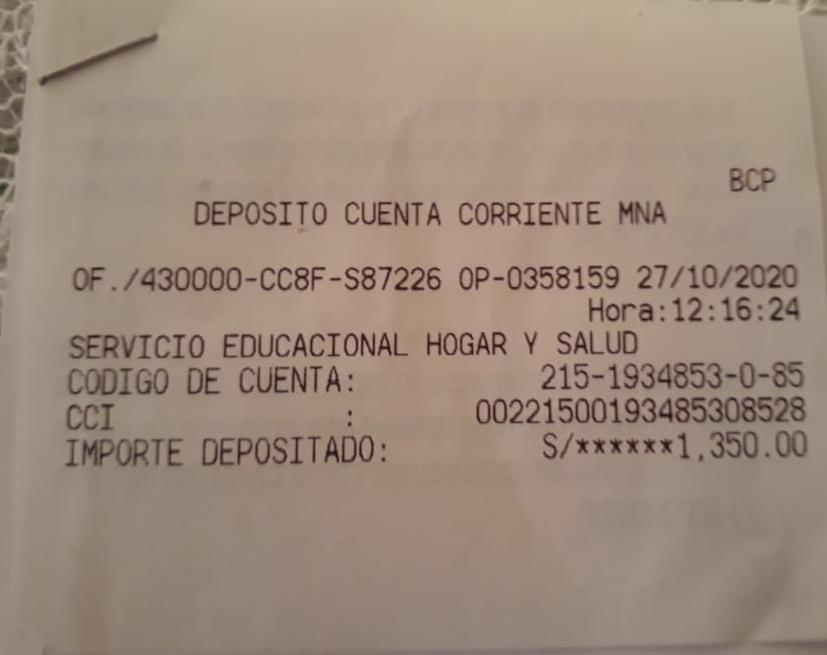 BCP
DEPOSITO CUENTA CORRIENTE MNA
OF./430000-CC8F-S87226 OP-0358159 27/10/2020
Hora:12:16:24
SERVICIO EDUCACIONAL HOGAR Y SALUD
CODIGO DE CUENTA: 215-1934853-0-85
CCI : 00221500193485308528
IMPORTE DEPOSITADO: S/******1,350.00